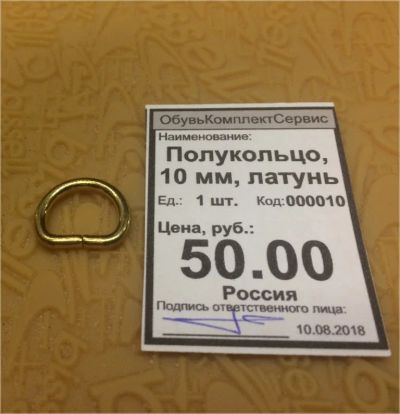 ОбувьКомплектСервис
Наименование:
Полукольцо,
10 мм, латунь
Ед.: 1 шт. Код:000010
Цена, руб.:
50.00
Россия
Подпись ответственного лица:
10.08.2018